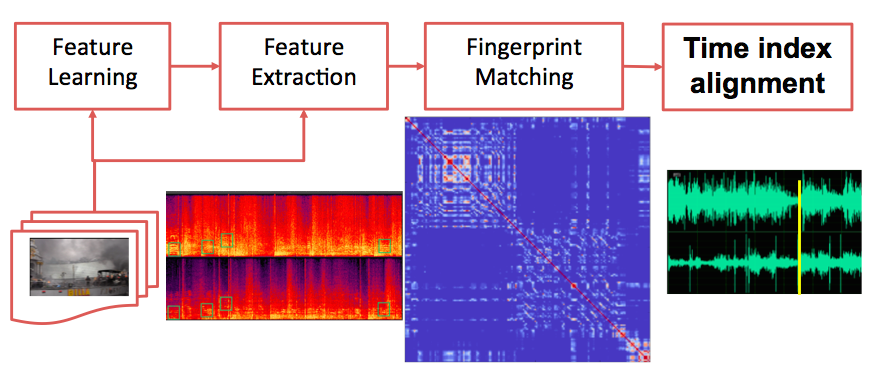 Feature
Learning
Feature
Extraction
Fingerprint
Matching
Time index
alignment